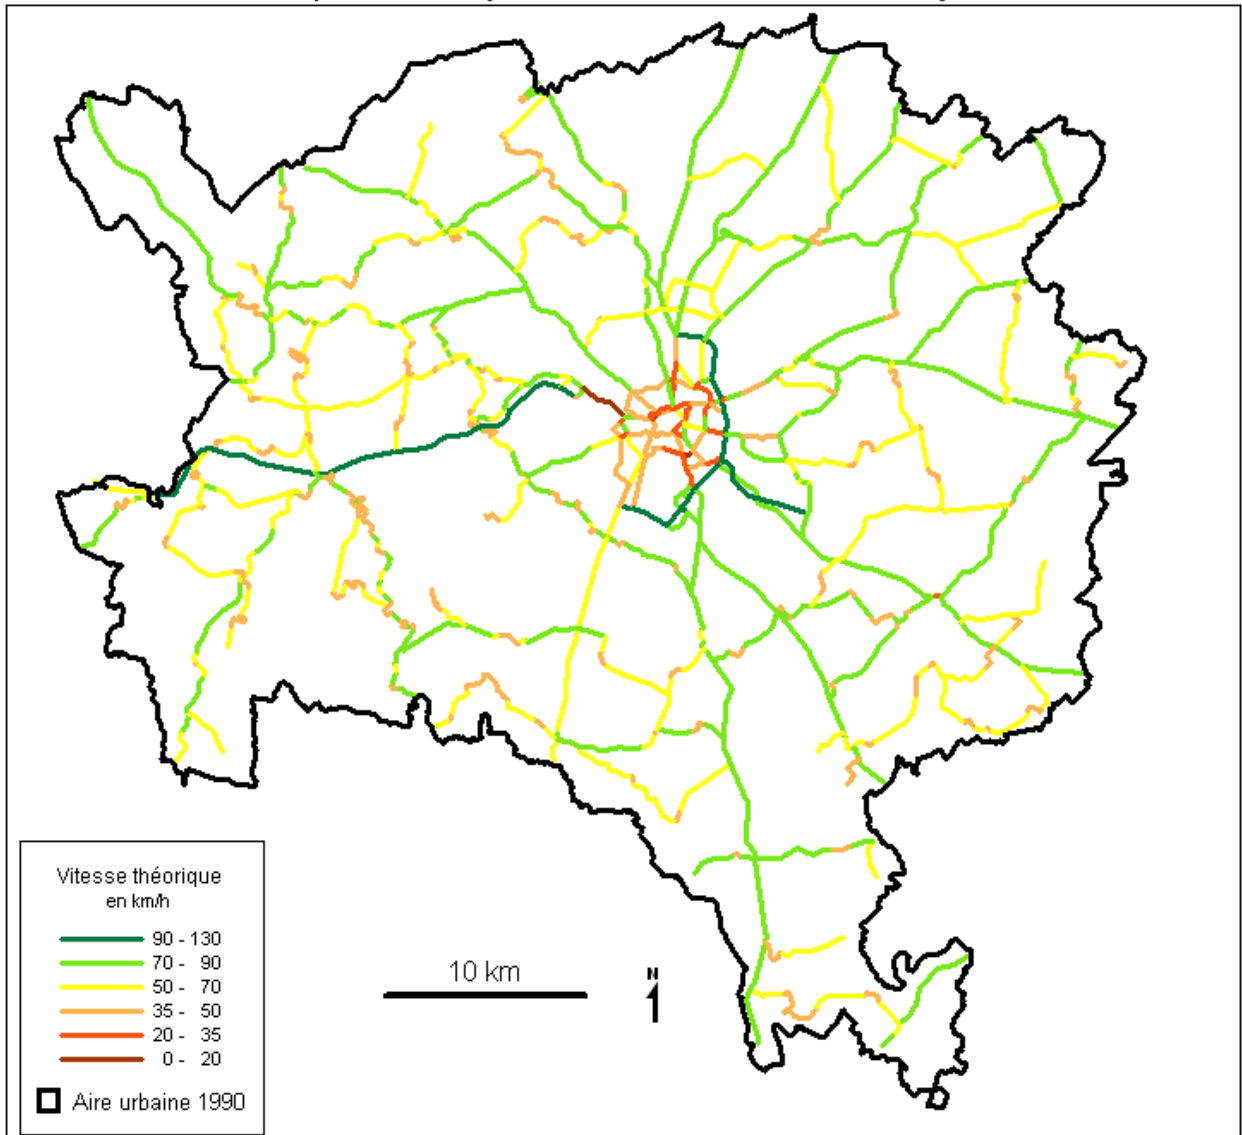 Vitesse théorique
en km/h
90 - 130
70 - 90
50 - 70
35 - 50
20 - 35
0 - 20
Aire urbaine 1990
10 km
N